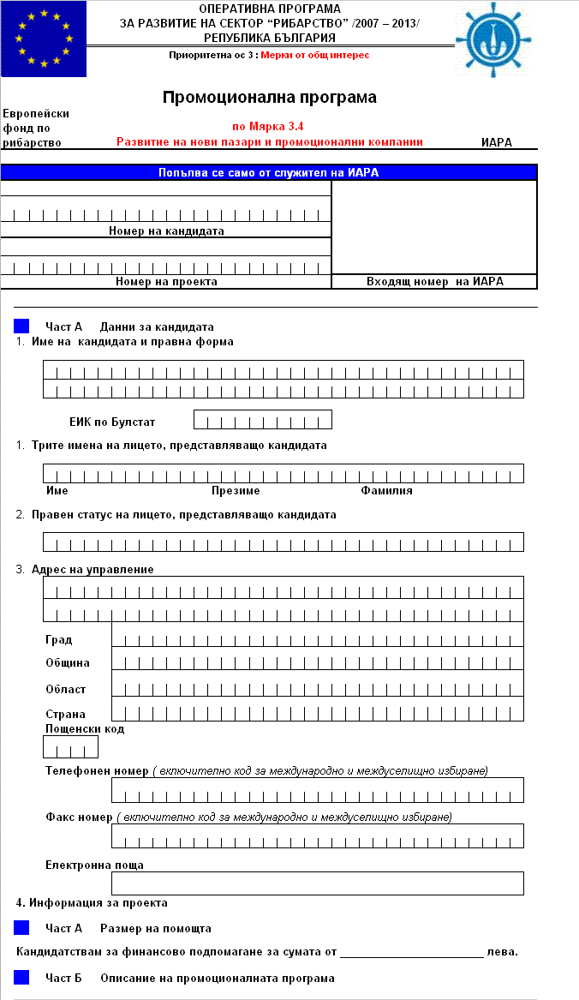 ОПЕРАТИВНА ПРОГРАМА
ЗА РАЗВИТИЕ НА СЕКТОР “РИБАРСТВО” /2007 – 2013/
РЕПУБЛИКА БЪЛГАРИЯ
Приоритетна ос 3 : Мерки от общ интерес
Промоционална програма
Европейски
фонд по
рибарство
по Мярка 3.4
Развитие на нови пазари и промоционални компании
ИАРА
Попълва се само от служител на ИАРА
Номер на кандидата
Номер на проекта
Входящ номер на ИАРА
Част А Данни за кандидата
1. Име на кандидата и правна форма
ЕИК по Булстат
1. Трите имена на лицето, представляващо кандидата
Име Презиме Фамилия
2. Правен статус на лицето, представляващо кандидата
3. Адрес на управление
Град
Община
Област
Страна
Пощенски код
Телефонен номер ( включително код за международно и междуселищно избиране)
Факс номер ( включително код за международно и междуселищно избиране)
Електронна поща
4. Информация за проекта
Част А Размер на помощта
Кандидатствам за финансово подпомагане за сумата от ______________________ лева.
Част Б Описание на промоционалната програма